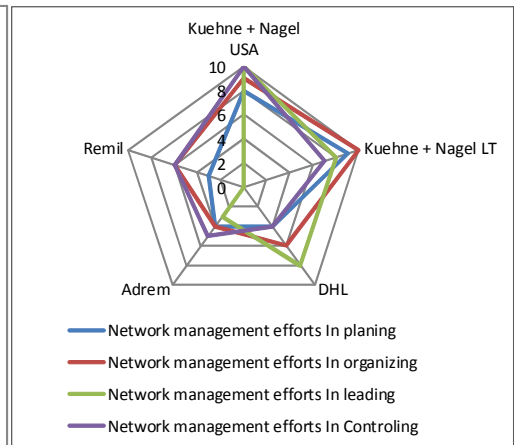 Kuehne + Nagel
USA
10
8
6
4
2
0
Kuehne + Nagel LT
Remil
Adrem
DHL
Network management efforts In planing
Network management efforts In organizing
Network management efforts In leading
Network management efforts In Controling